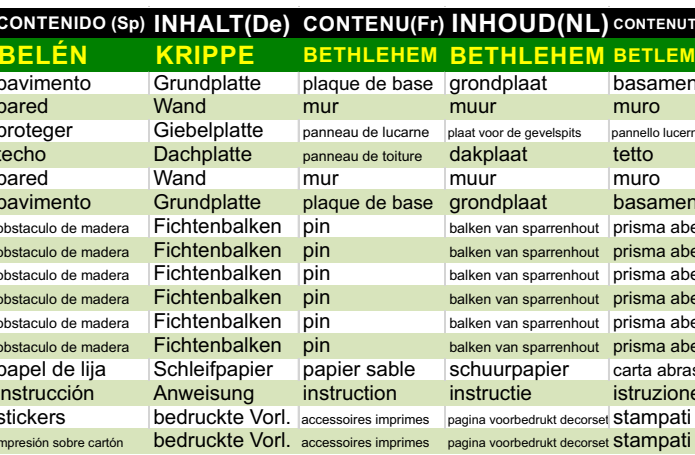 CONTENIDO (Sp) INHALT(De) CONTENU(Fr) INHOUD(NL) CONTENUT
BELÉN KRIPPE BETHLEHEM BETHLEHEM BETLEM
pavimento Grundplatte plaque de base grondplaat basamen
pared Wand mur muur muro
proteger Giebelplatte panneau de lucarne plaat voor de gevelspits pannello lucern
techo Dachplatte panneau de toiture dakplaat tetto
pared Wand mur muur muro
pavimento Grundplatte plaque de base grondplaat basamen
obstaculo de madera Fichtenbalken pin balken van sparrenhout prisma abe
obstaculo de madera Fichtenbalken pin balken van sparrenhout prisma abe
obstaculo de madera Fichtenbalken pin balken van sparrenhout prisma abe
obstaculo de madera Fichtenbalken pin balken van sparrenhout prisma abe
obstaculo de madera Fichtenbalken pin balken van sparrenhout prisma abe
obstaculo de madera Fichtenbalken pin balken van sparrenhout prisma abe
papel de lija Schleifpapier papier sable schuurpapier carta abras
instrucción Anweisung instruction instructie istruzione
stickers bedruckte Vorl. accessoires imprimes pagina voorbedrukt decorset stampati
impresión sobre cartón bedruckte Vorl. accessoires imprimes pagina voorbedrukt decorset stampati